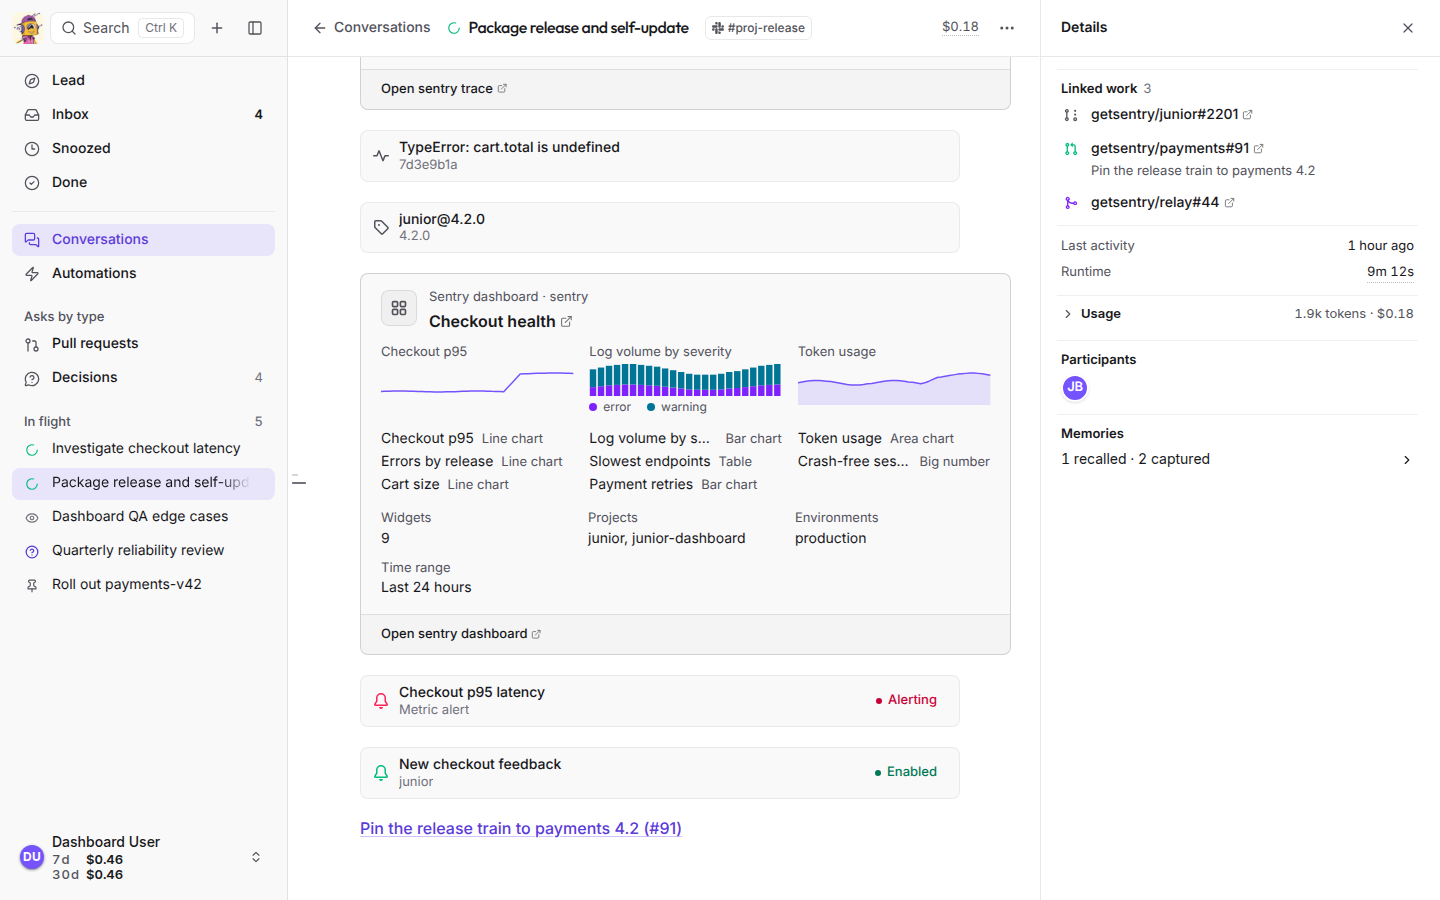 Search Ctrl K
Lead
Inbox 4
Snoozed
Done
Conversations
Automations
Asks by type
Pull requests
Decisions 4
In flight 5
Investigate checkout latency
Package release and self-upd
Dashboard QA edge cases
Quarterly reliability review
Roll out payments-v42
DU Dashboard User
7d $0.46
30d $0.46
Conversations Package release and self-update #proj-release $0.18
Open sentry trace
TypeError: cart.total is undefined
7d3e9b1a
junior@4.2.0
4.2.0
Sentry dashboard · sentry
Checkout health
Checkout p95 Log volume by severity Token usage
error warning
Checkout p95 Line chart Log volume by s... Bar chart Token usage Area chart
Errors by release Line chart Slowest endpoints Table Crash-free ses... Big number
Cart size Line chart Payment retries Bar chart
Widgets Projects Environments
9 junior, junior-dashboard production
Time range
Last 24 hours
Open sentry dashboard
Checkout p95 latency
Metric alert
Alerting
New checkout feedback
junior
Enabled
Pin the release train to payments 4.2 (#91)
Details
Linked work 3
getsentry/junior#2201
getsentry/payments#91
Pin the release train to payments 4.2
getsentry/relay#44
Last activity 1 hour ago
Runtime 9m 12s
Usage 1.9k tokens · $0.18
Participants
JB
Memories
1 recalled · 2 captured